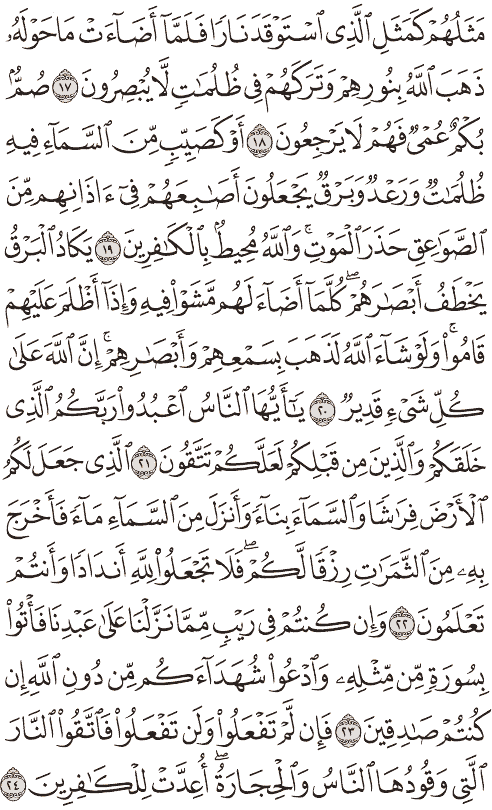 مَثَلُهُمْ كَمَثَلِ ٱلَّذِى ٱسْتَوْقَدَ نَارًا فَلَمَّآ أَضَآءَتْ مَا حَوْلَهُۥ
ذَهَبَ ٱللَّهُ بِنُورِهِمْ وَتَرَكَهُمْ فِى ظُلُمَٰتٍ لَّا يُبْصِرُونَ ١٧ صُمٌّۢ
بُكْمٌ عُمْىٌ فَهُمْ لَا يَرْجِعُونَ ١٨ أَوْ كَصَيِّبٍ مِّنَ ٱلسَّمَآءِ فِيهِ
ظُلُمَٰتٌ وَرَعْدٌ وَبَرْقٌ يَجْعَلُونَ أَصَٰبِعَهُمْ فِىٓ ءَاذَانِهِم مِّنَ
ٱلصَّوَٰعِقِ حَذَرَ ٱلْمَوْتِ ۚ وَٱللَّهُ مُحِيطٌۢ بِٱلْكَٰفِرِينَ ١٩ يَكَادُ ٱلْبَرْقُ
يَخْطَفُ أَبْصَٰرَهُمْ ۖ كُلَّمَآ أَضَآءَ لَهُم مَّشَوْا۟ فِيهِ وَإِذَآ أَظْلَمَ عَلَيْهِمْ
قَامُوا۟ ۚ وَلَوْ شَآءَ ٱللَّهُ لَذَهَبَ بِسَمْعِهِمْ وَأَبْصَٰرِهِمْ ۚ إِنَّ ٱللَّهَ عَلَىٰ
كُلِّ شَىْءٍ قَدِيرٌ ٢٠ يَٰٓأَيُّهَا ٱلنَّاسُ ٱعْبُدُوا۟ رَبَّكُمُ ٱلَّذِى
خَلَقَكُمْ وَٱلَّذِينَ مِن قَبْلِكُمْ لَعَلَّكُمْ تَتَّقُونَ ٢١ ٱلَّذِى جَعَلَ لَكُمُ
ٱلْأَرْضَ فِرَٰشًا وَٱلسَّمَآءَ بِنَآءً وَأَنزَلَ مِنَ ٱلسَّمَآءِ مَآءً فَأَخْرَجَ
بِهِۦ مِنَ ٱلثَّمَرَٰتِ رِزْقًا لَّكُمْ ۖ فَلَا تَجْعَلُوا۟ لِلَّهِ أَندَادًا وَأَنتُمْ
تَعْلَمُونَ ٢٢ وَإِن كُنتُمْ فِى رَيْبٍ مِّمَّا نَزَّلْنَا عَلَىٰ عَبْدِنَا فَأْتُوا۟
بِسُورَةٍ مِّن مِّثْلِهِۦ وَٱدْعُوا۟ شُهَدَآءَكُم مِّن دُونِ ٱللَّهِ إِن
كُنتُمْ صَٰدِقِينَ ٢٣ فَإِن لَّمْ تَفْعَلُوا۟ وَلَن تَفْعَلُوا۟ فَٱتَّقُوا۟ ٱلنَّارَ
ٱلَّتِى وَقُودُهَا ٱلنَّاسُ وَٱلْحِجَارَةُ ۖ أُعِدَّتْ لِلْكَٰفِرِينَ ٢٤